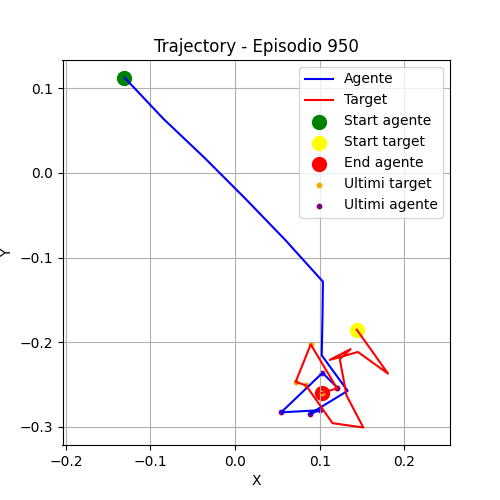 Trajectory - Episodio 950
Agente
Target
Start agente
Start target
End agente
Ultimi target
Ultimi agente
0.1
0.0
−0.1
−0.2
−0.3
Y
−0.2
−0.1
0.0
0.1
0.2
X